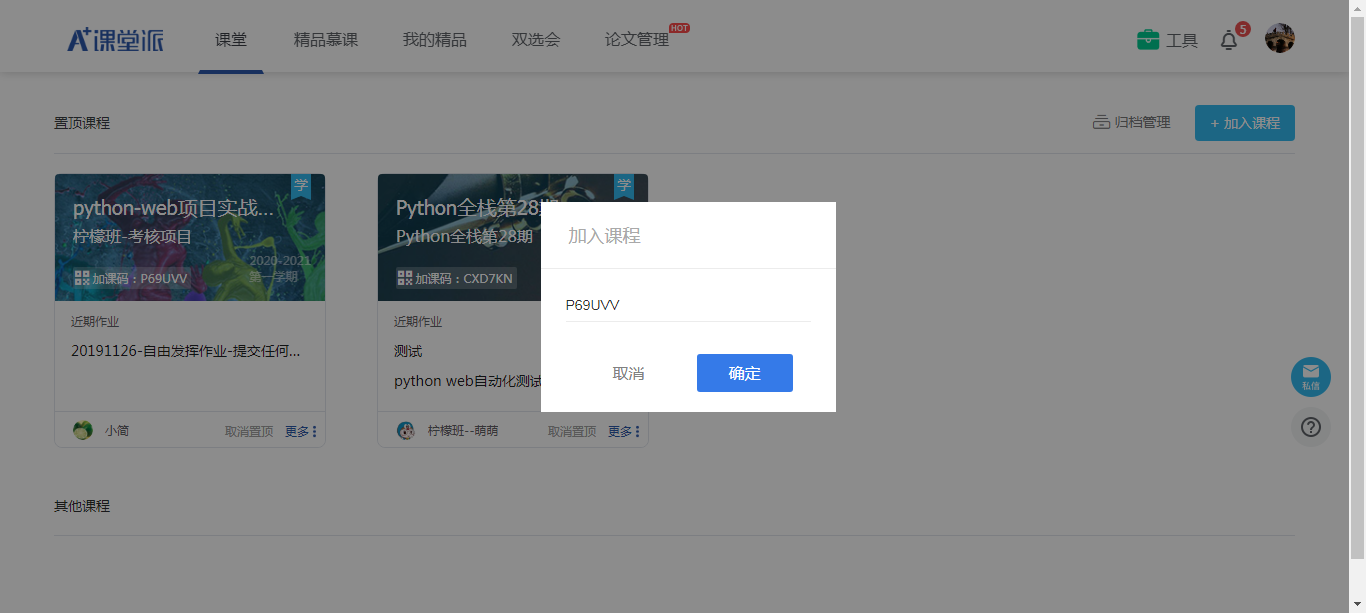 A+课堂派 课堂 精品慕课 我的精品 双选会 论文管理 HOT 工具 5
置顶课程 归档管理 + 加入课程
学
python-web项目实战...
柠檬班-考核项目
2020-2021
第一学期
加课码：P69UVV
近期作业
20191126-自由发挥作业-提交任何...
小简 取消置顶 更多
学
Python全栈第28期
Python全栈第28期
加课码：CXD7KN
近期作业
测试
python web自动化测试
柠檬班--萌萌 取消置顶 更多
加入课程
P69UVV
取消 确定
私信
其他课程